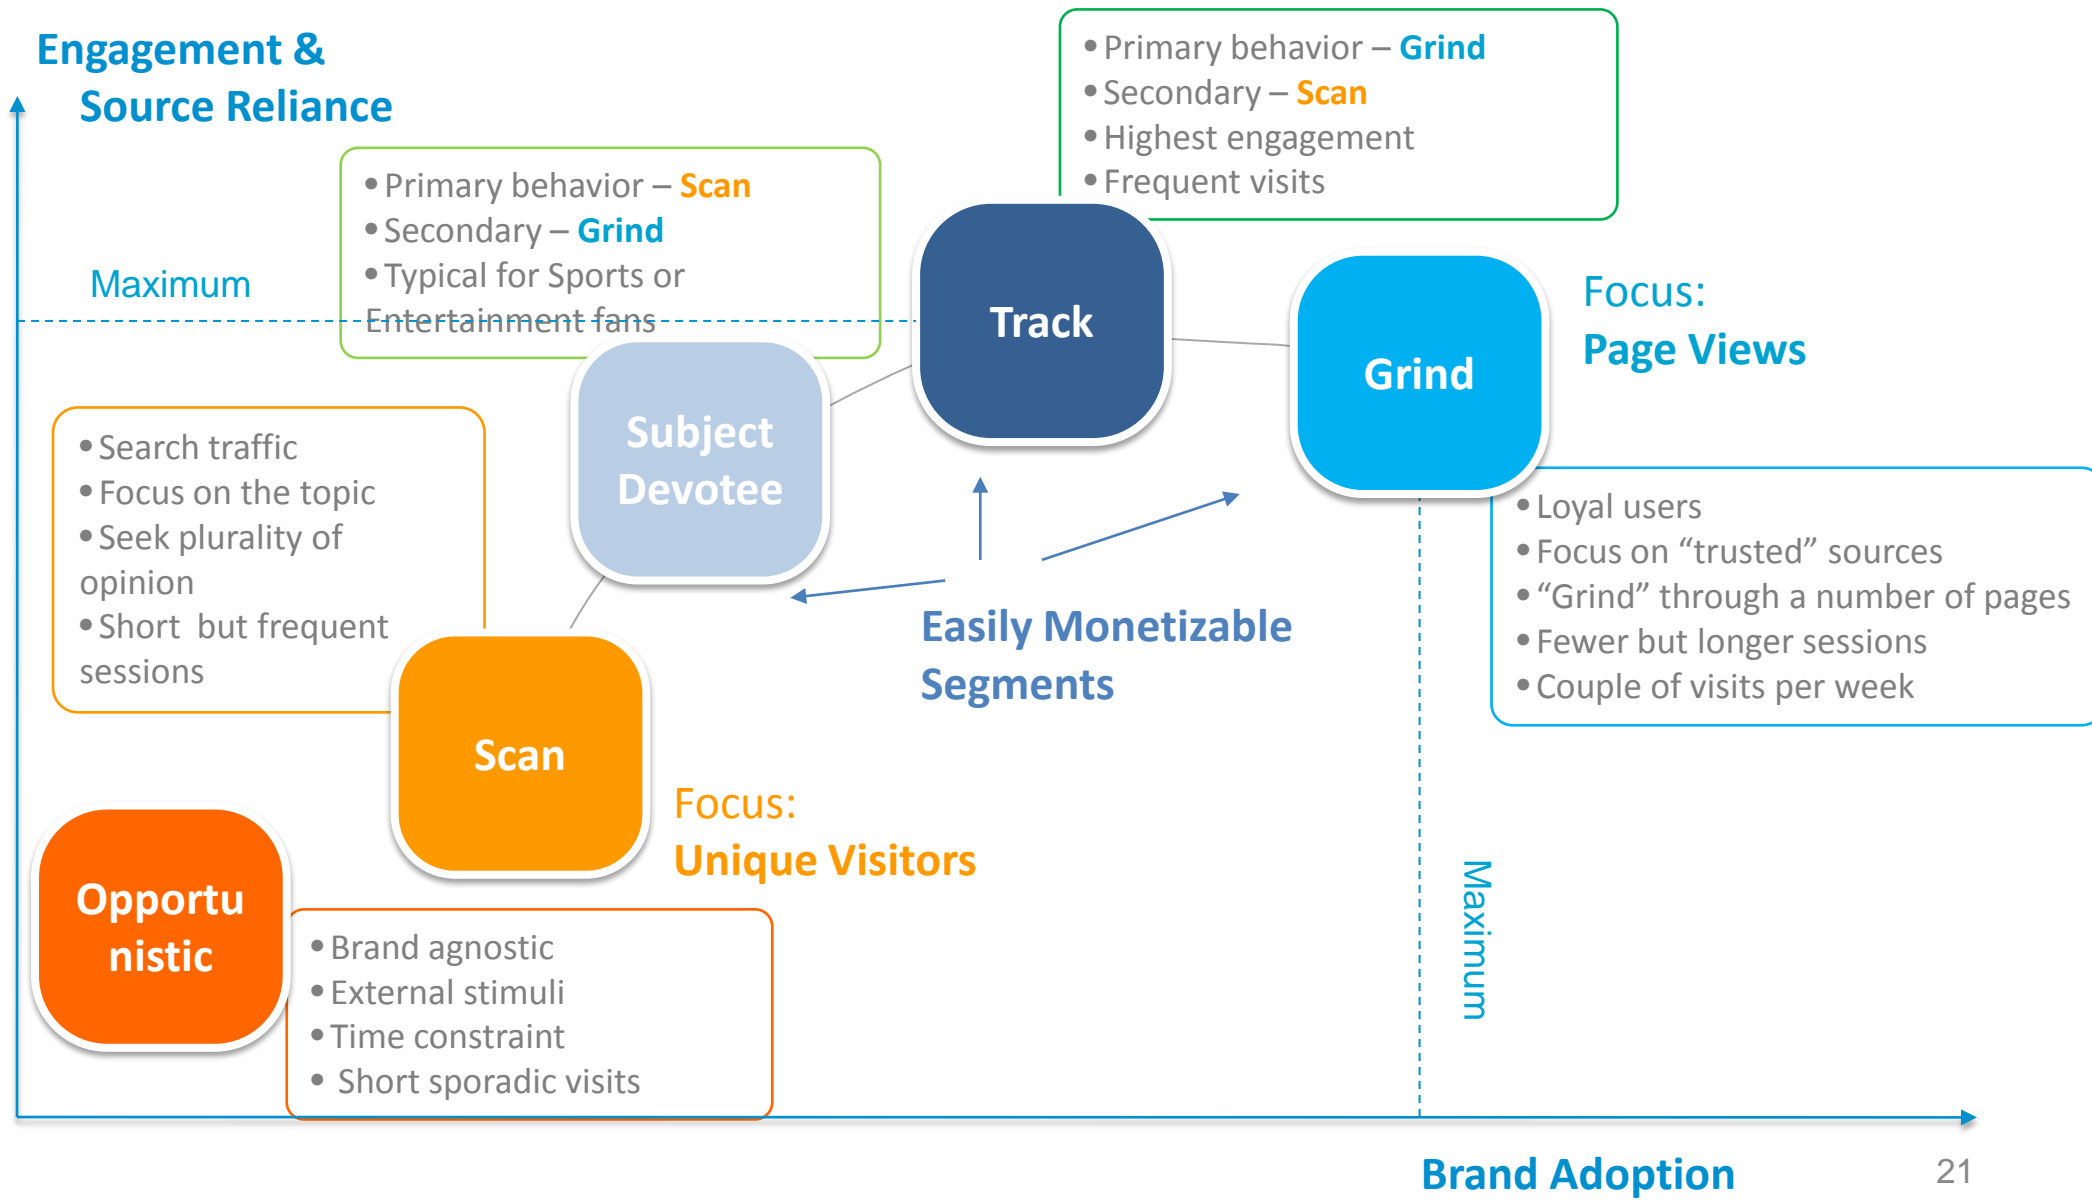 Engagement &
Source Reliance
• Primary behavior – Grind
• Secondary – Scan
• Highest engagement
• Frequent visits
• Primary behavior – Scan
• Secondary – Grind
• Typical for Sports or
Entertainment fans
Maximum
Track
Grind
Focus:
Page Views
Subject
Devotee
• Search traffic
• Focus on the topic
• Seek plurality of
opinion
• Short but frequent
sessions
• Loyal users
• Focus on “trusted” sources
• “Grind” through a number of pages
• Fewer but longer sessions
• Couple of visits per week
Easily Monetizable
Segments
Scan
Focus:
Unique Visitors
Opportu
nistic
• Brand agnostic
• External stimuli
• Time constraint
• Short sporadic visits
Maximum
Brand Adoption
21